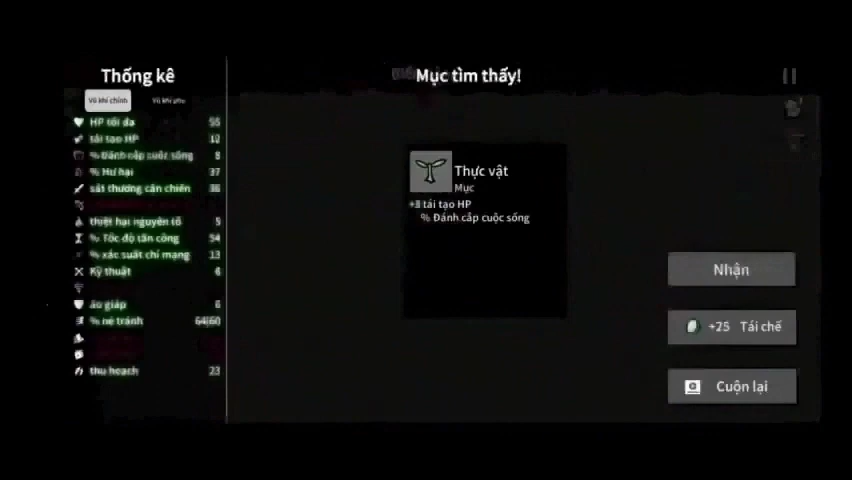 Thống kê
Mục tìm thấy!
Vũ khí chính
Vũ khí phụ
HP tối đa 55
tái tạo HP 12
% Đánh cắp cuộc sống 8
% Hư hại 37
sát thương cận chiến 36
thiệt hại nguyên tố 5
% Tốc độ tấn công 54
% xác suất chí mạng 13
Kỹ thuật 6
áo giáp 6
% né tránh 64|60
thu hoạch 23
Thực vật
Mục
+3 tái tạo HP
% Đánh cắp cuộc sống
Nhận
+25 Tái chế
Cuộn lại